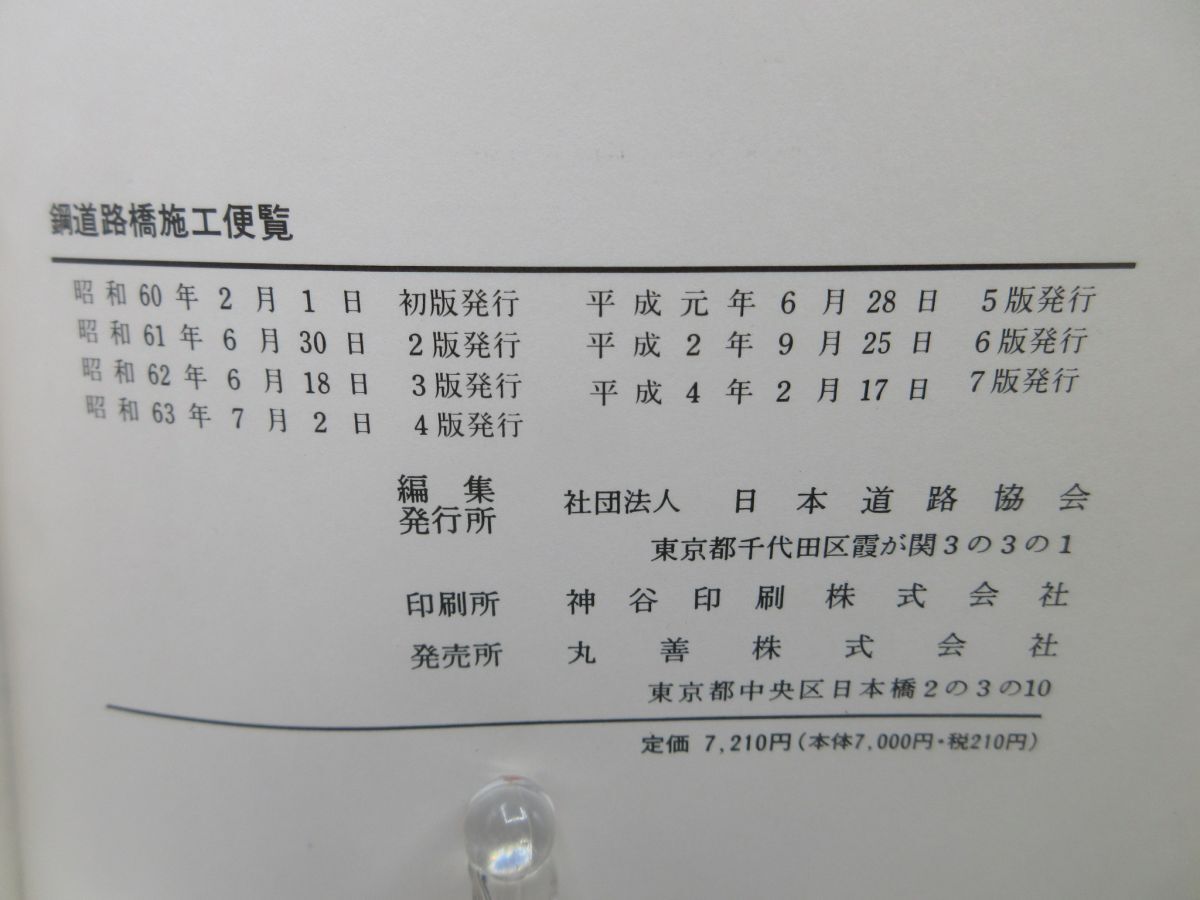 鋼道路橋施工便覧
昭和60年2月1日 初版発行
昭和61年6月30日 2版発行
昭和62年6月18日 3版発行
昭和63年7月2日 4版発行
平成元年6月28日 5版発行
平成2年9月25日 6版発行
平成4年2月17日 7版発行
編集
発行所 社団法人 日本道路協会
東京都千代田区霞が関3の3の1
印刷所 神谷印刷株式会社
発売所 丸善株式会社
東京都中央区日本橋2の3の10
定価 7,210円(本体7,000円・税210円)